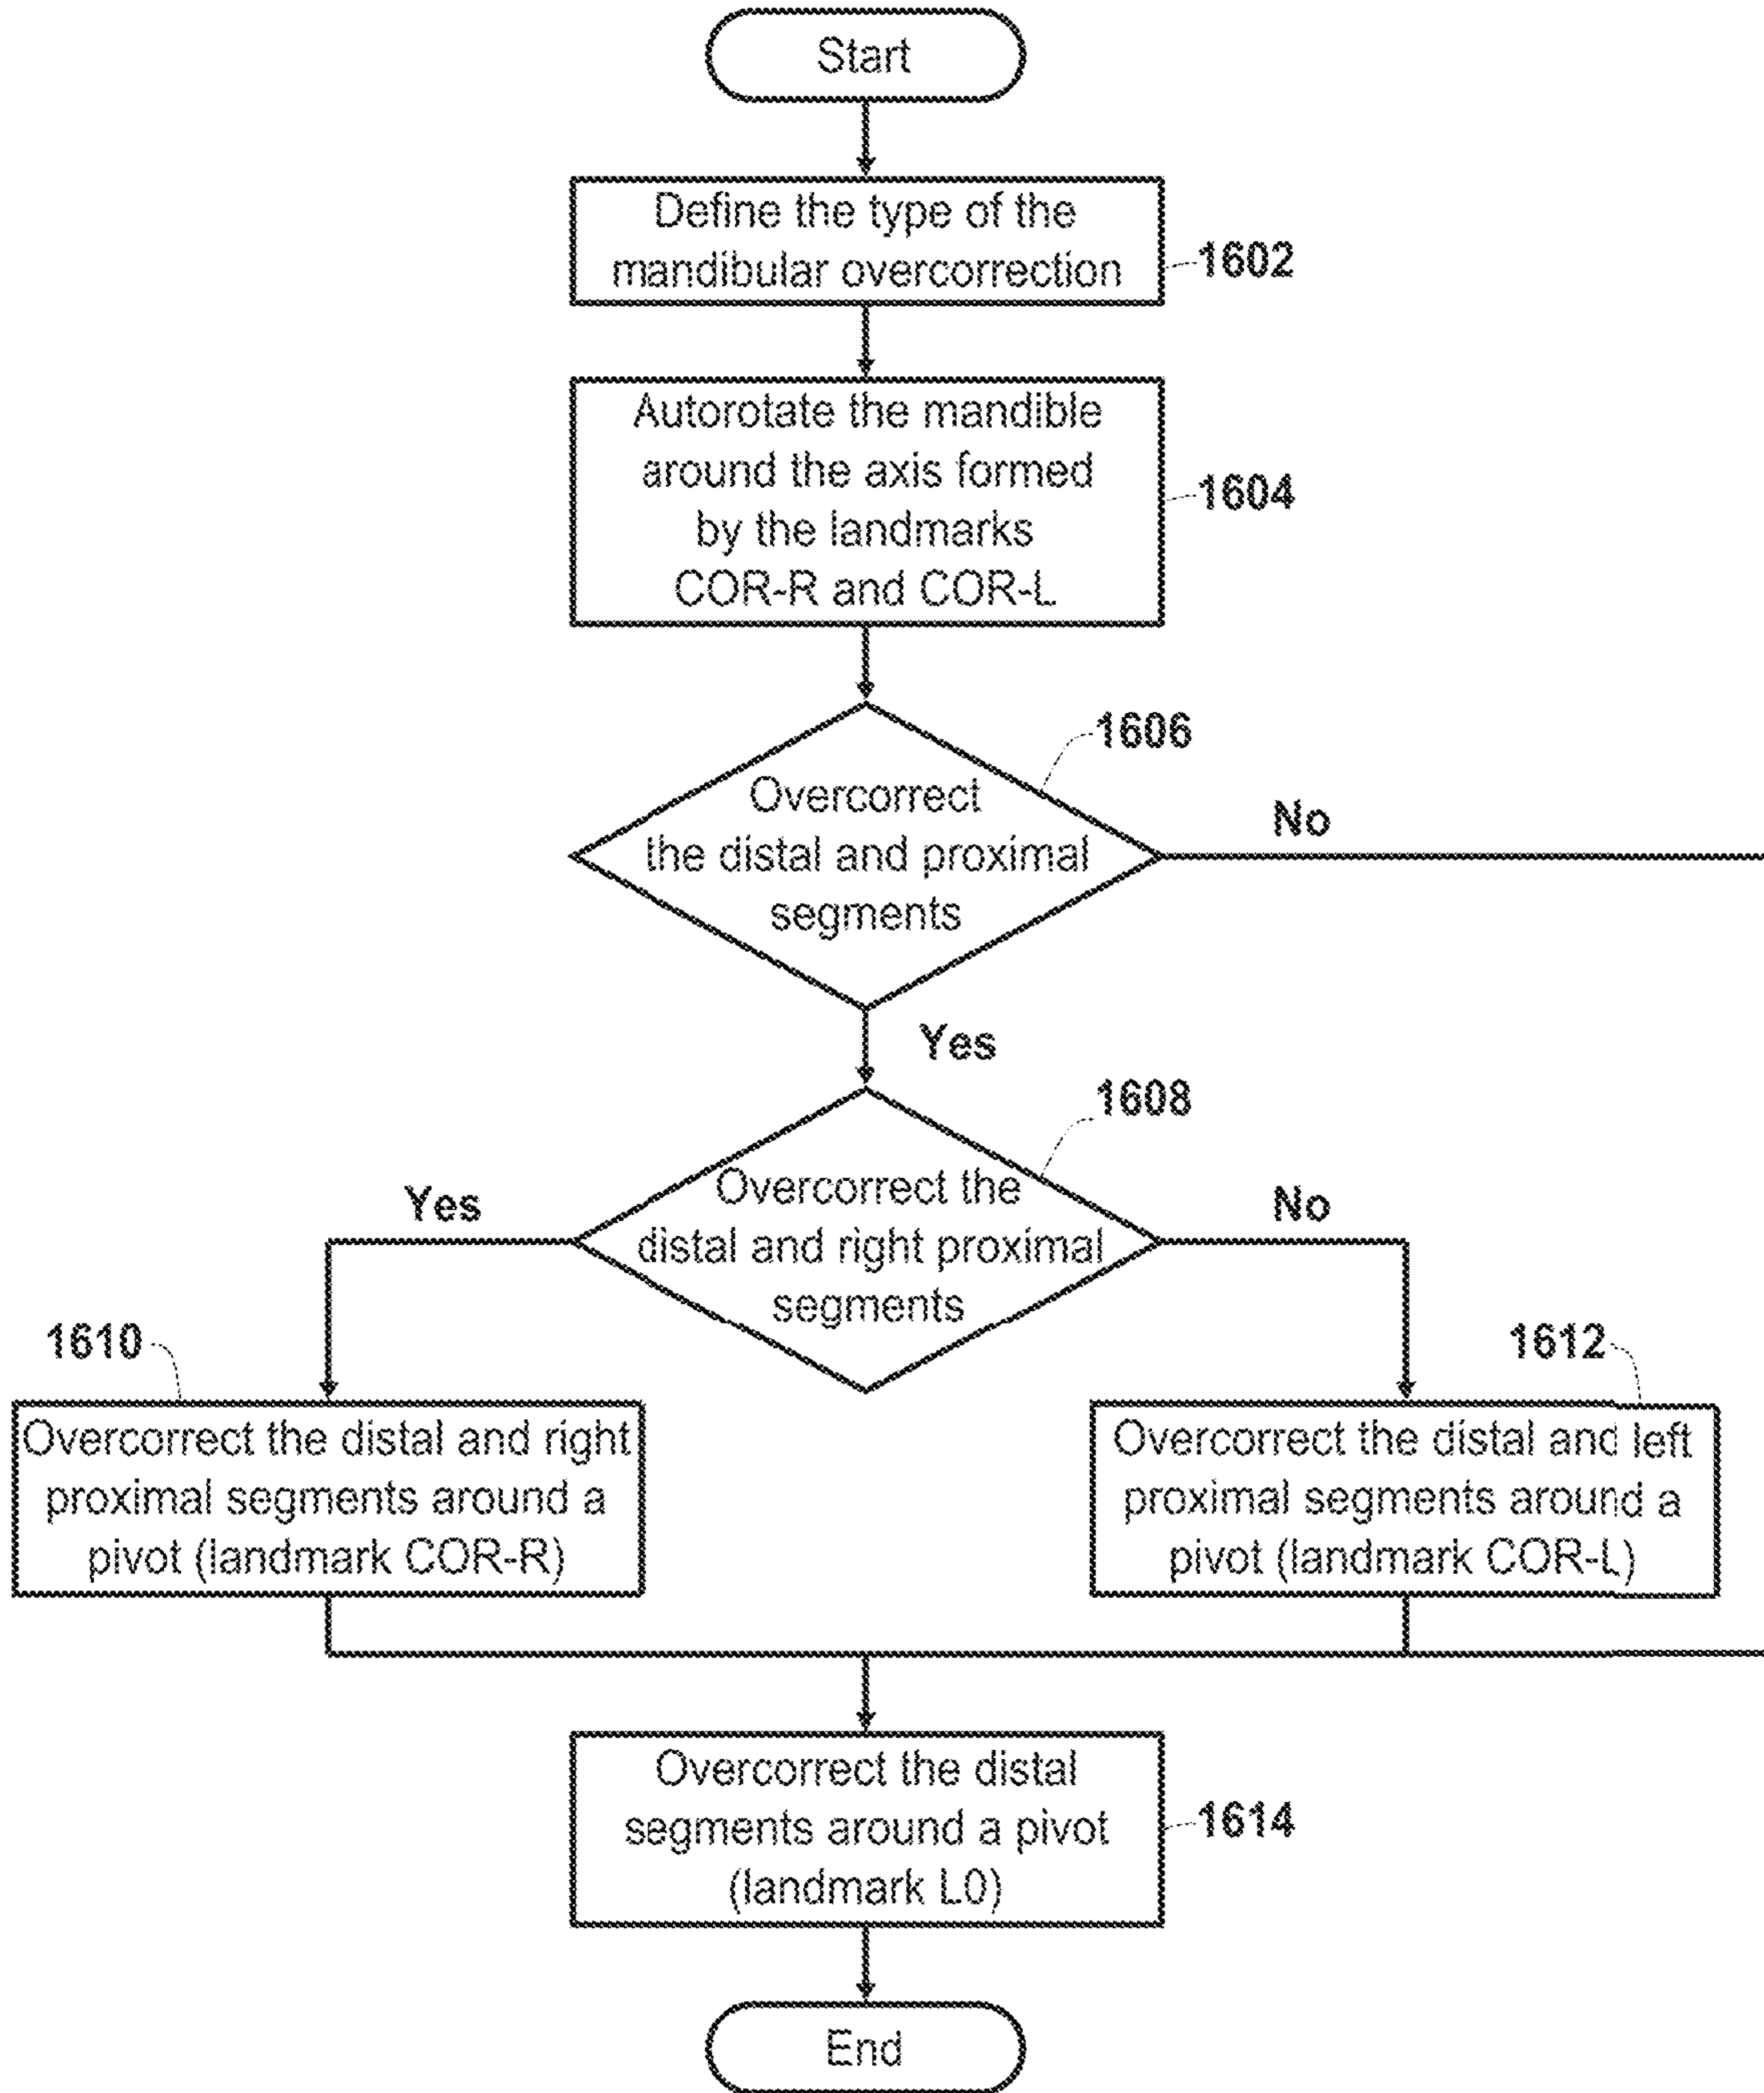 Start
Define the type of the
mandibular overcorrection
1602
Autorotate the mandible
around the axis formed
by the landmarks
COR-R and COR-L
1604
1606
Overcorrect
the distal and proximal
segments
No
Yes
1608
Overcorrect the
distal and right proximal
segments
Yes
No
1610
Overcorrect the distal and right
proximal segments around a
pivot (landmark COR-R)
1612
Overcorrect the distal and left
proximal segments around a
pivot (landmark COR-L)
Overcorrect the distal
segments around a pivot
(landmark L0)
1614
End